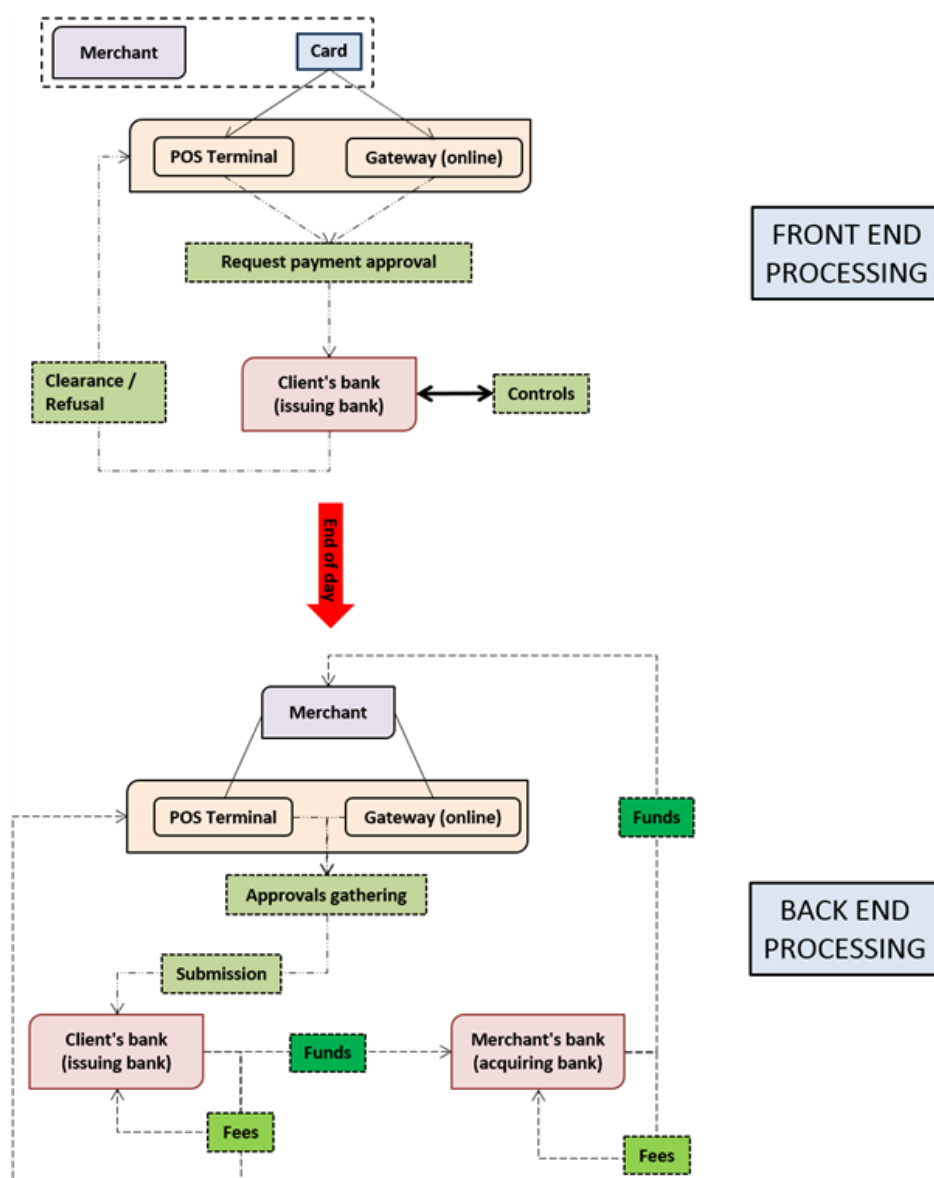 Merchant
Card
POS Terminal
Gateway (online)
Request payment approval
FRONT END
PROCESSING
Clearance /
Refusal
Client's bank
(issuing bank)
Controls
End of day
Merchant
POS Terminal
Gateway (online)
Funds
Approvals gathering
BACK END
PROCESSING
Submission
Client's bank
(issuing bank)
Funds
Merchant's bank
(acquiring bank)
Fees
Fees